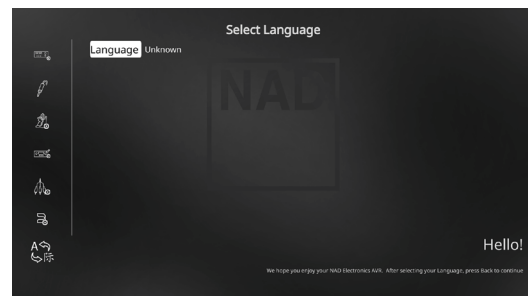 Select Language
Language Unknown
NAD
Hello!
We hope you enjoy your NAD Electronics AVR. After selecting your Language, press Back to continue